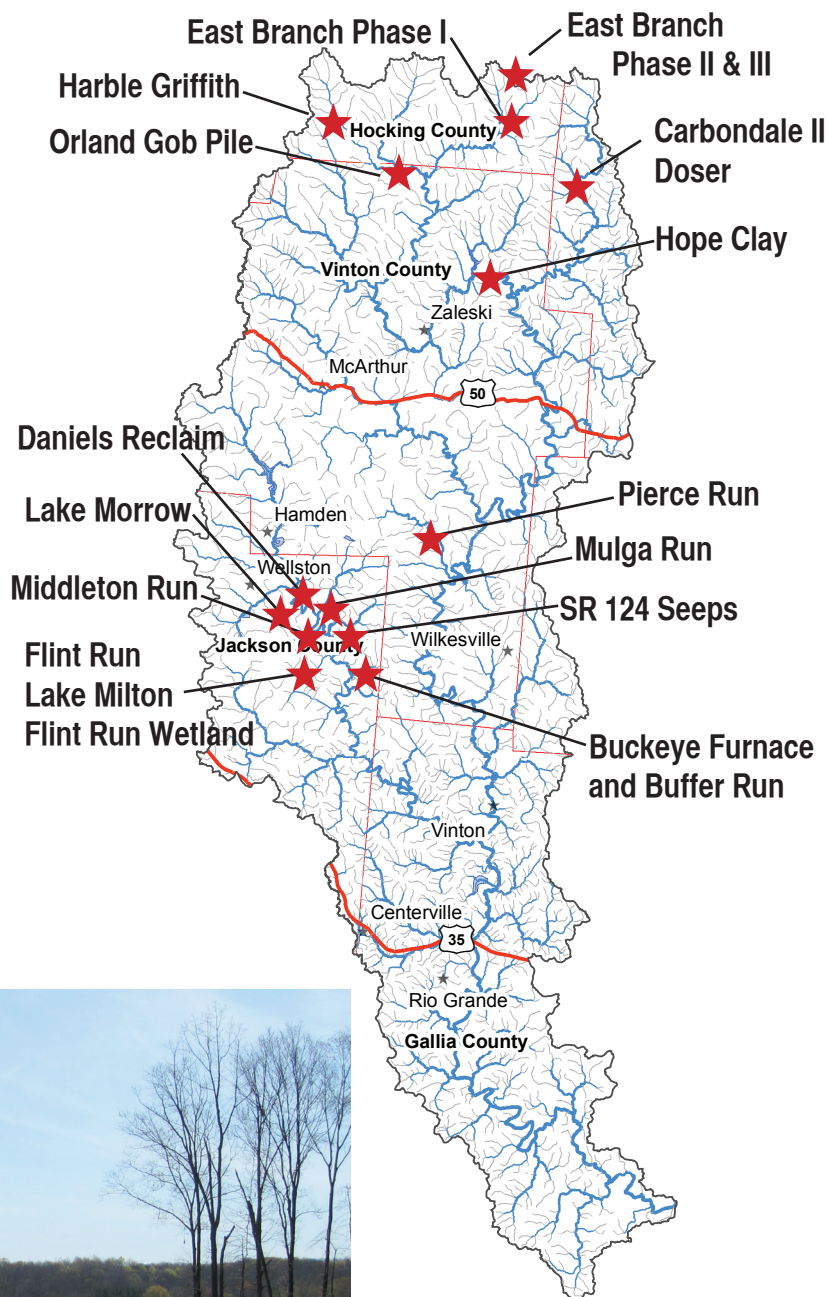 East Branch Phase I
East Branch
Phase II & III
Harble Griffith
Hocking County
Orland Gob Pile
Carbondale II
Doser
Hope Clay
Vinton County
Zaleski
McArthur
50
Daniels Reclaim
Lake Morrow
Hamden
Pierce Run
Wellston
Mulga Run
Middleton Run
SR 124 Seeps
Jackson County
Wilkesville
Flint Run
Lake Milton
Flint Run Wetland
Buckeye Furnace
and Buffer Run
Vinton
Centerville
35
Rio Grande
Gallia County